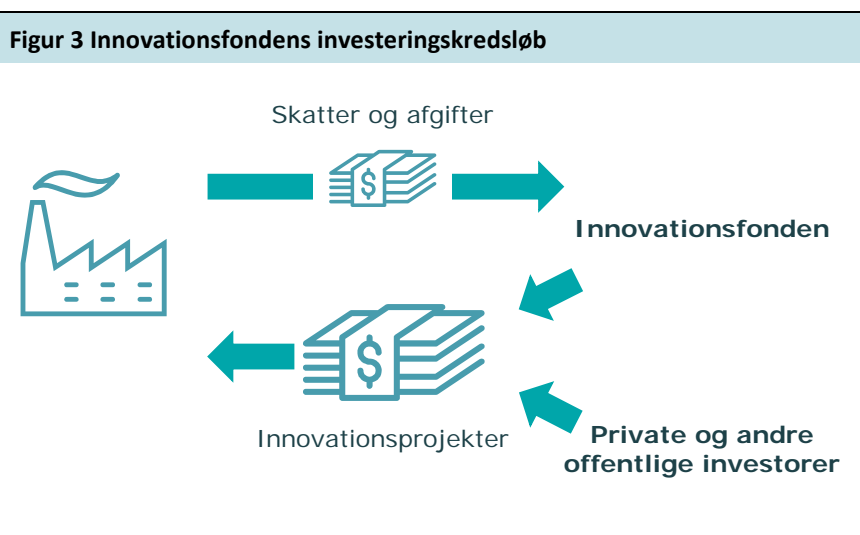 Figur 3 Innovationsfondens investeringskredsløb
Skatter og afgifter
$
Innovationsfonden
$
Innovationsprojekter
Private og andre
offentlige investorer